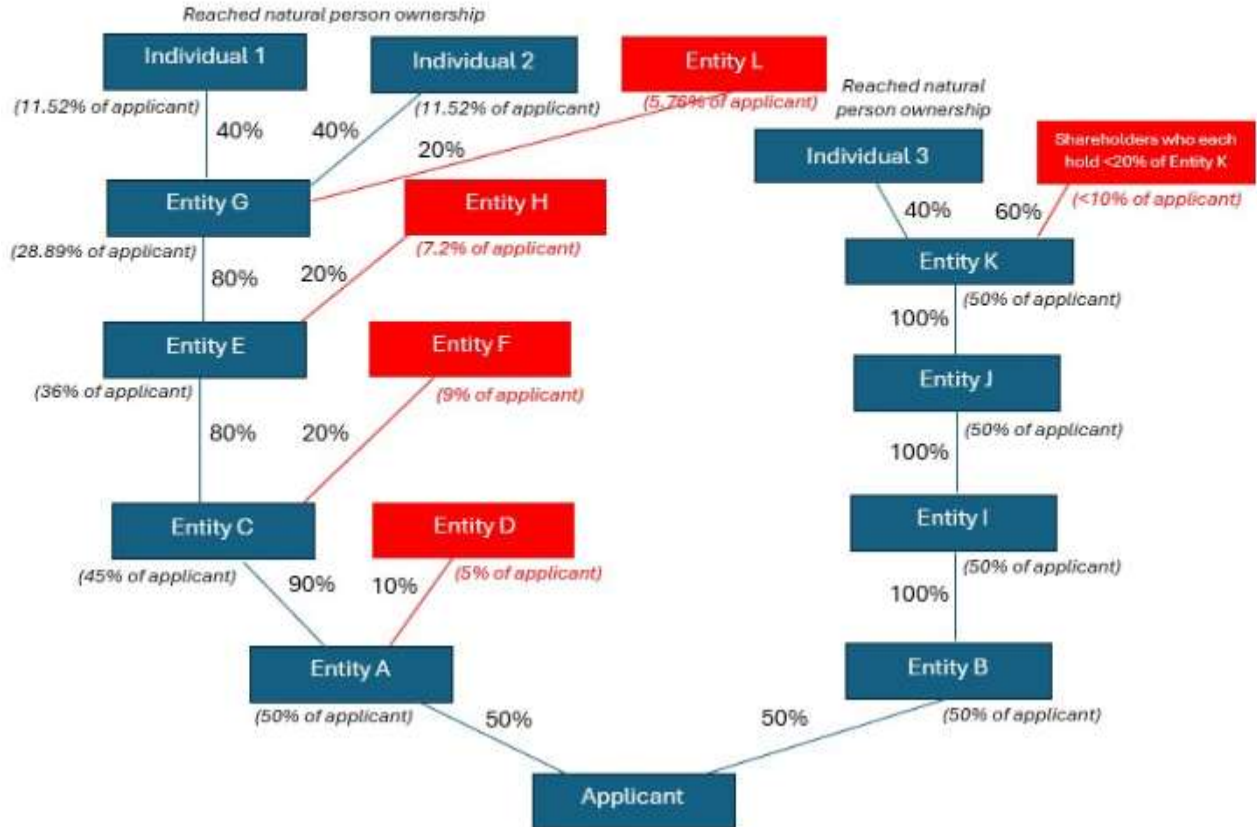 Reached natural person ownership
Individual 1
Individual 2
Entity L
(11.52% of applicant)
(11.52% of applicant)
(5.76% of applicant)
Reached natural
person ownership
40%
40%
20%
Individual 3
Shareholders who each
hold <20% of Entity K
(<10% of applicant)
Entity G
Entity H
(28.89% of applicant)
(7.2% of applicant)
40%
60%
80%
20%
Entity K
(50% of applicant)
100%
Entity E
Entity F
(36% of applicant)
(9% of applicant)
Entity J
(50% of applicant)
80%
20%
100%
Entity C
Entity D
Entity I
(45% of applicant)
(5% of applicant)
(50% of applicant)
90%
10%
100%
Entity A
Entity B
(50% of applicant)
(50% of applicant)
50%
50%
Applicant